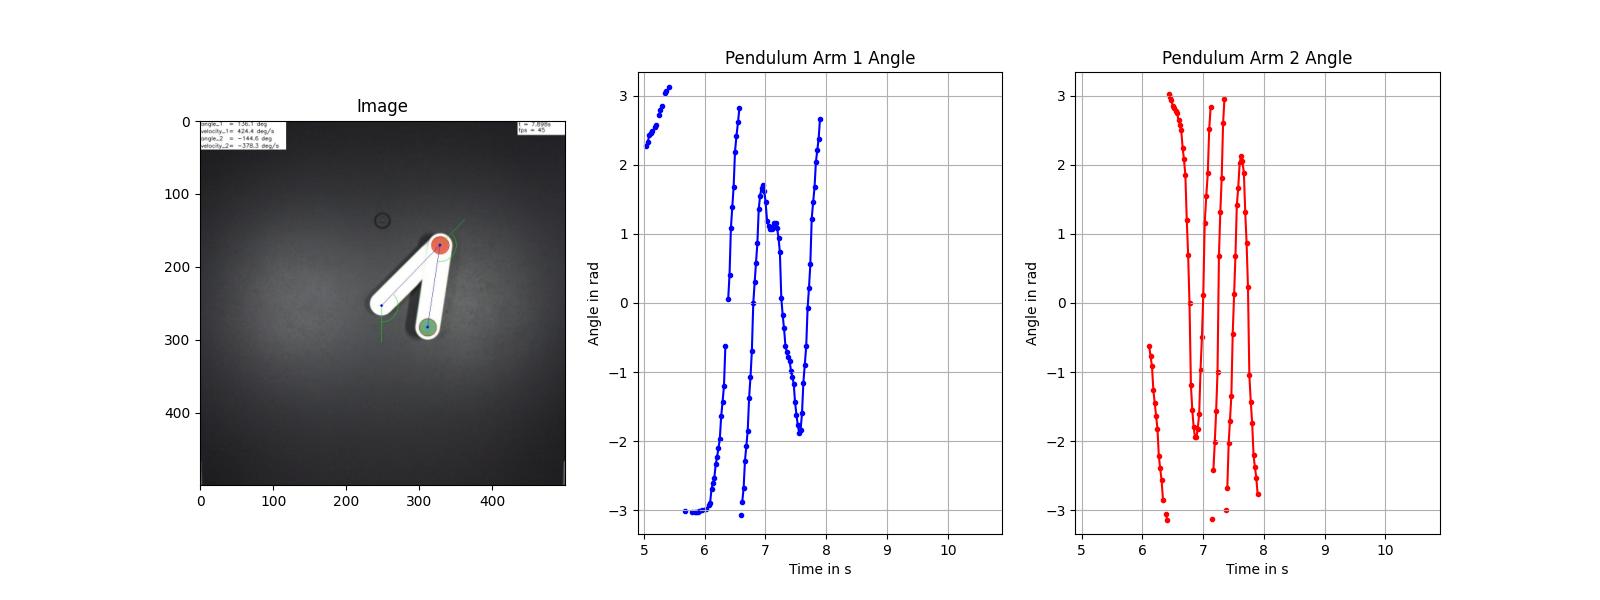 Image
angle_1 = 136.1 deg
velocity_1= 424.4 deg/s
angle_2 = -144.6 deg
velocity_2= -378.3 deg/s
t = 7.898s
fps = 45
0
100
200
300
400
0 100 200 300 400
Pendulum Arm 1 Angle
3
2
1
0
−1
−2
−3
5 6 7 8 9 10
Time in s
Angle in rad
Pendulum Arm 2 Angle
3
2
1
0
−1
−2
−3
5 6 7 8 9 10
Time in s
Angle in rad